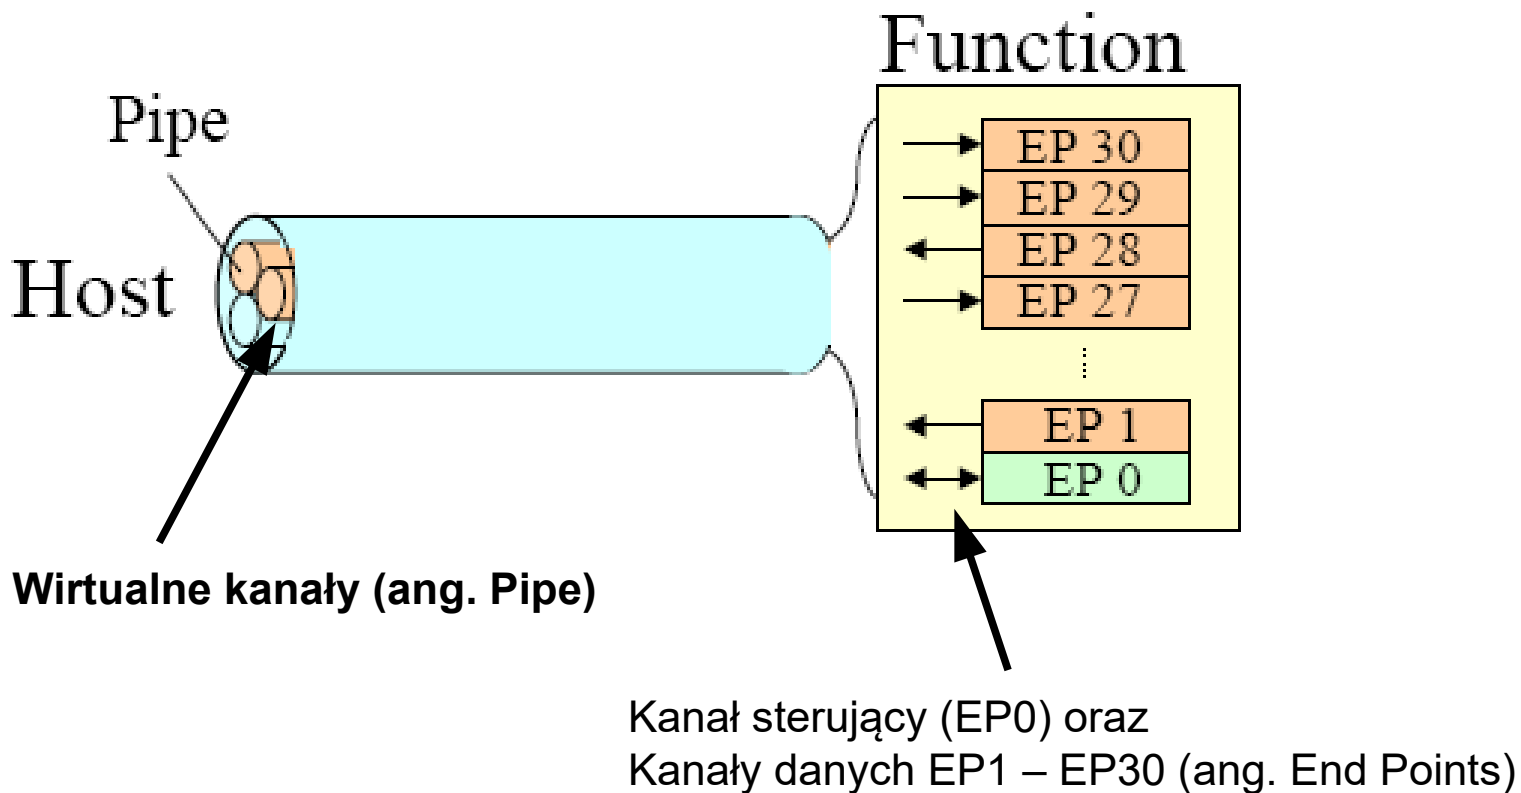 Function
Pipe
Host
EP 30
EP 29
EP 28
EP 27
EP 1
EP 0
Wirtualne kanały (ang. Pipe)
Kanał sterujący (EP0) oraz
Kanały danych EP1 – EP30 (ang. End Points)